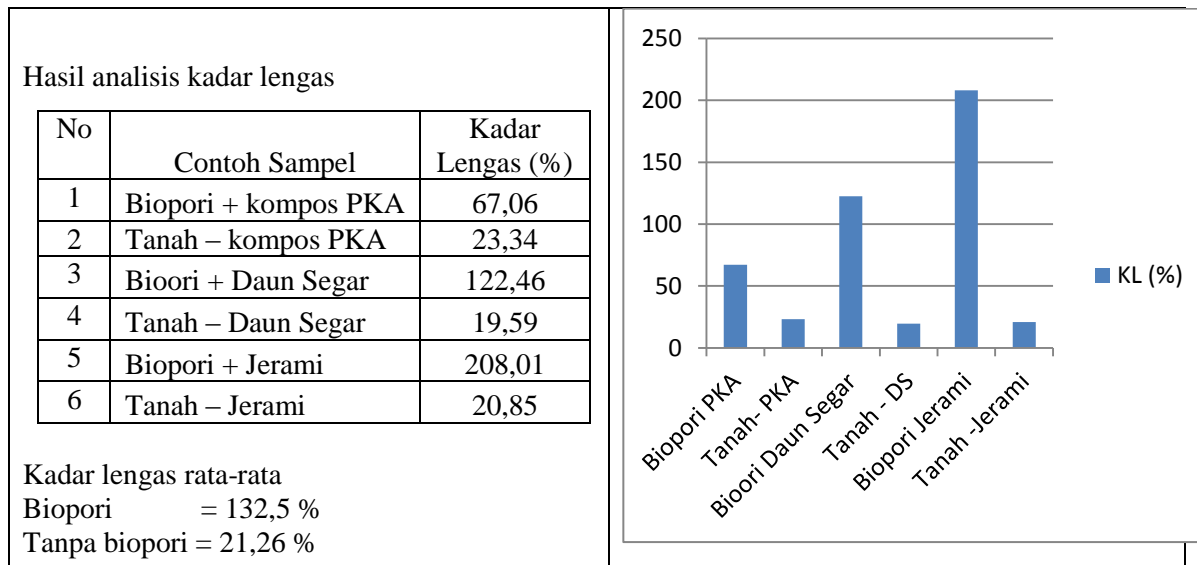 Hasil analisis kadar lengas
No Contoh Sampel Kadar Lengas (%)
1 Biopori + kompos PKA 67,06
2 Tanah – kompos PKA 23,34
3 Bioori + Daun Segar 122,46
4 Tanah – Daun Segar 19,59
5 Biopori + Jerami 208,01
6 Tanah – Jerami 20,85
Kadar lengas rata-rata
Biopori = 132,5 %
Tanpa biopori = 21,26 %
250
200
150
100
50
0
Biopori PKA
Tanah- PKA
Bioori Daun Segar
Tanah - DS
Biopori Jerami
Tanah -Jerami
KL (%)